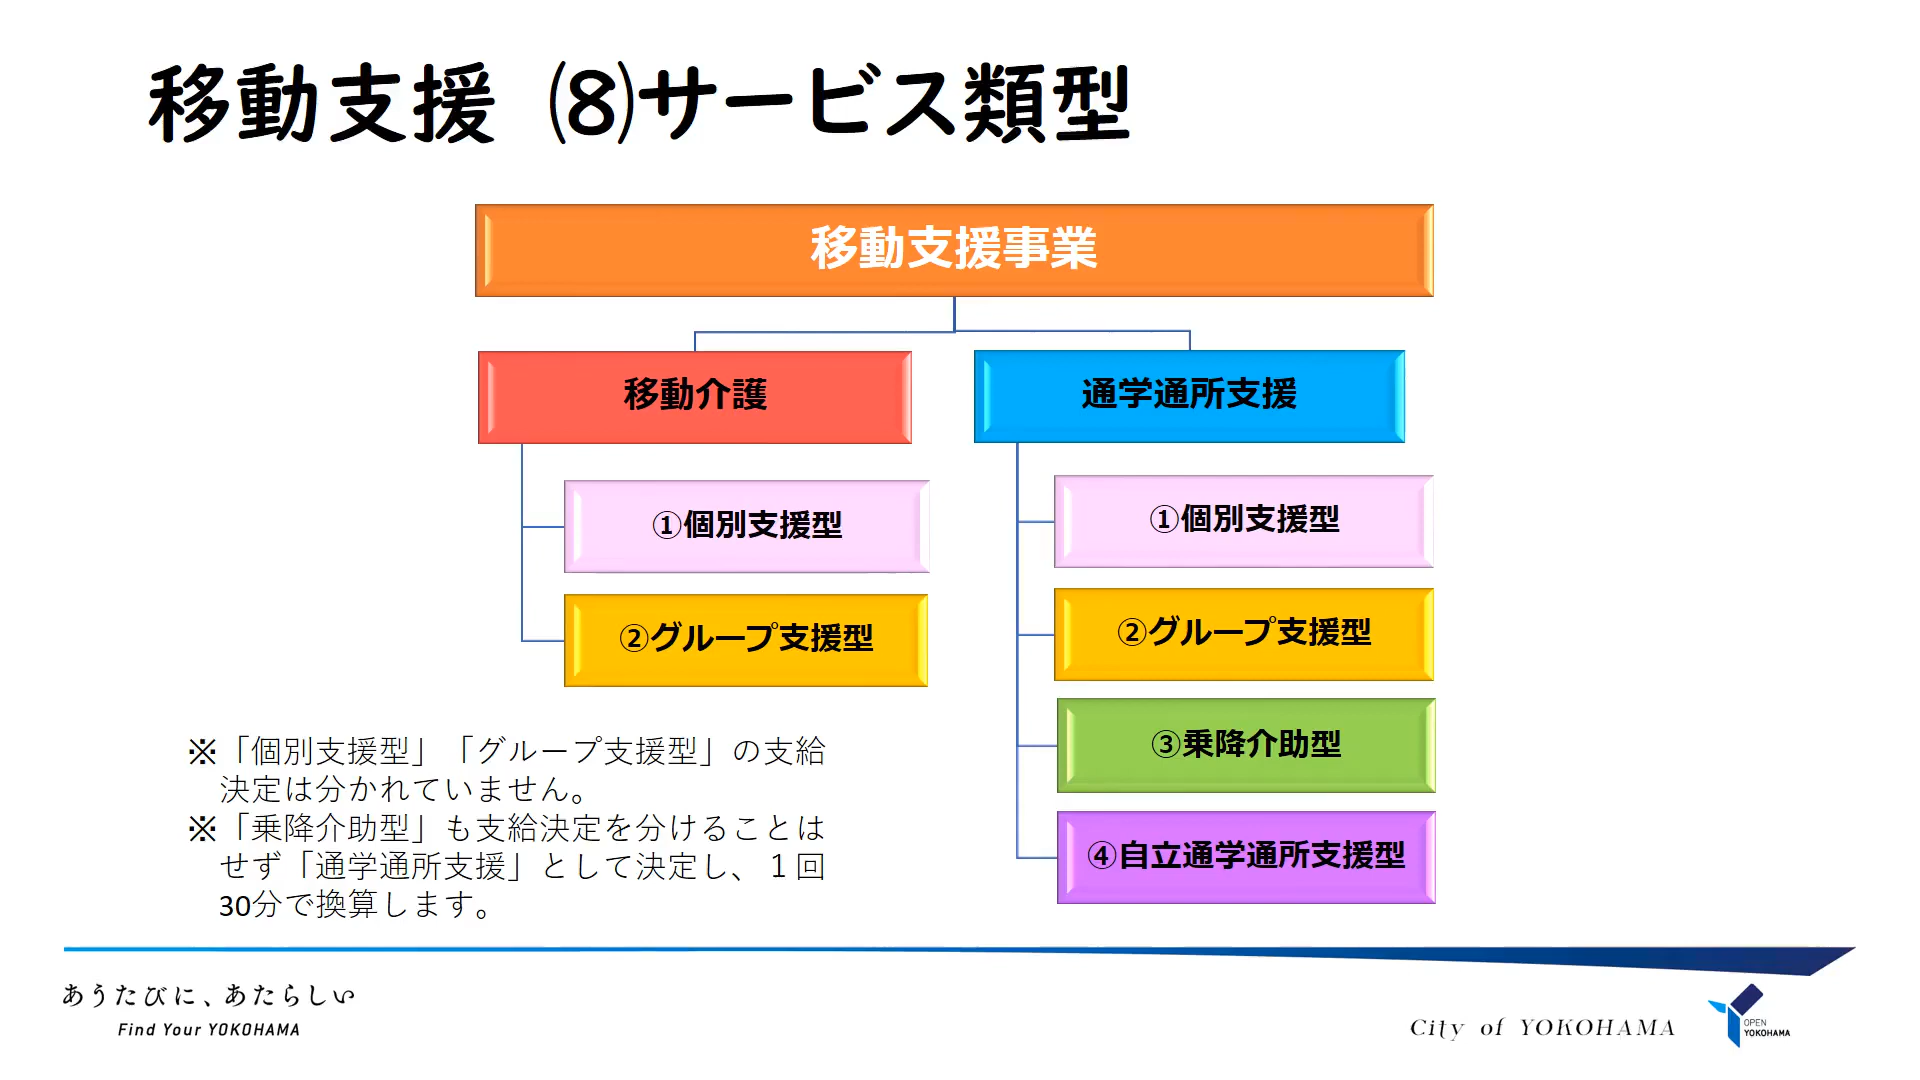 移動支援 ⑻サービス類型
移動支援事業
移動介護
①個別支援型
②グループ支援型
通学通所支援
①個別支援型
②グループ支援型
③乗降介助型
④自立通学通所支援型
※「個別支援型」「グループ支援型」の支給
決定は分かれていません。
※「乗降介助型」も支給決定を分けることは
せず「通学通所支援」として決定し、１回
30分で換算します。
あうたびに、あたらしい
Find Your YOKOHAMA
City of YOKOHAMA
OPEN
YOKOHAMA